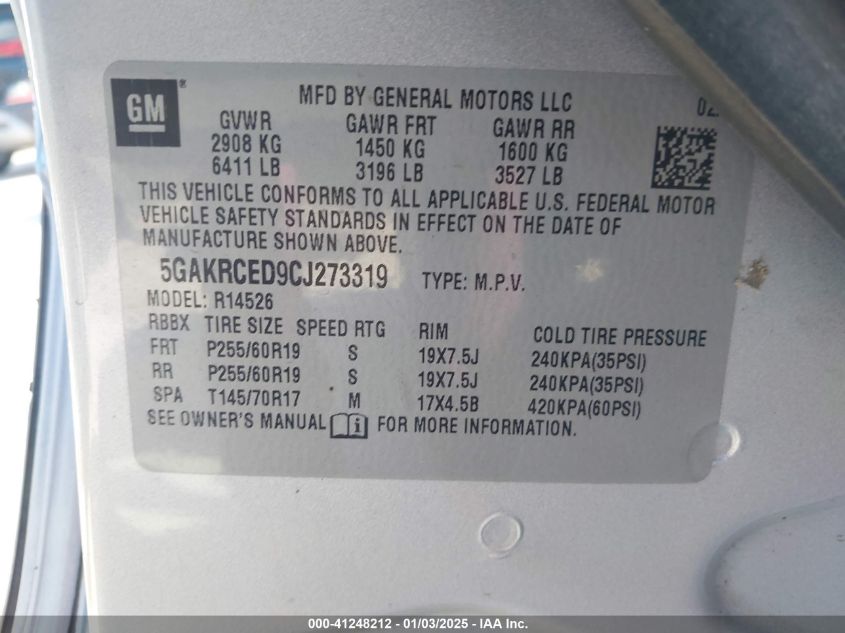 GM®
MFD BY GENERAL MOTORS LLC
GVWR GAWR FRT GAWR RR
2908 KG 1450 KG 1600 KG
6411 LB 3196 LB 3527 LB
THIS VEHICLE CONFORMS TO ALL APPLICABLE U.S. FEDERAL MOTOR
VEHICLE SAFETY STANDARDS IN EFFECT ON THE DATE OF
MANUFACTURE SHOWN ABOVE.
5GAKRCED9CJ273319 TYPE: M.P.V.
MODEL: R14526
RBBX TIRE SIZE SPEED RTG RIM COLD TIRE PRESSURE
FRT P255/60R19 S 19X7.5J 240KPA(35PSI)
RR P255/60R19 S 19X7.5J 240KPA(35PSI)
SPA T145/70R17 M 17X4.5B 420KPA(60PSI)
SEE OWNER'S MANUAL i FOR MORE INFORMATION.
000-41248212 - 01/03/2025 - IAA Inc.